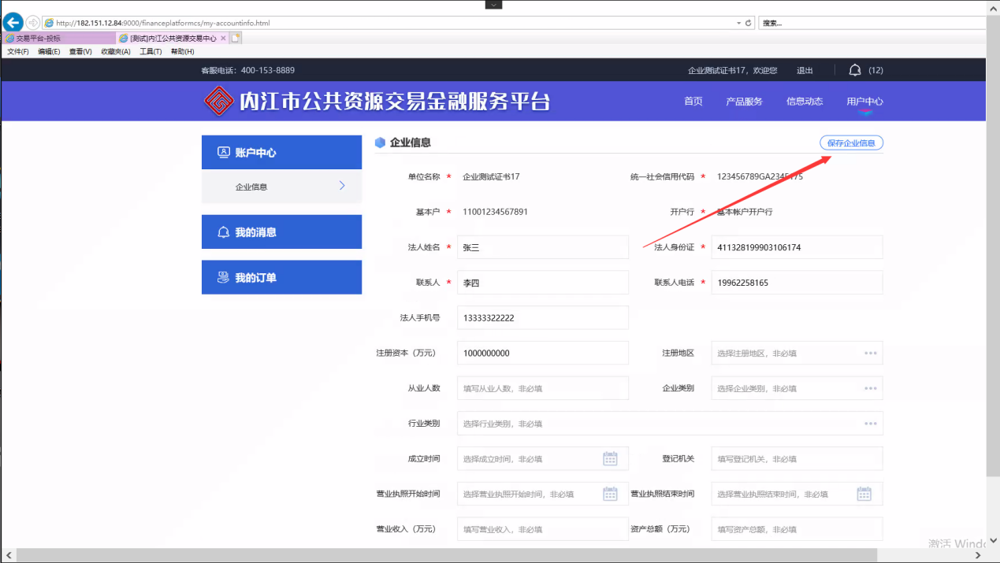 http://182.151.12.84:9000/financeplatformcs/my-accountinfo.html
搜索...
交易平台-投标
[测试]内江公共资源交易中心
文件(F) 编辑(E) 查看(V) 收藏夹(A) 工具(T) 帮助(H)
客服电话：400-153-8889
企业测试证书17，欢迎您 退出 (12)
内江市公共资源交易金融服务平台
首页 产品服务 信息动态 用户中心
账户中心
企业信息
我的消息
我的订单
企业信息 保存企业信息
单位名称 * 企业测试证书17 统一社会信用代码 * 123456789GA2345175
基本户 * 11001234567891 开户行 * 基本帐户开户行
法人姓名 * 张三 法人身份证 * 411328199903106174
联系人 * 李四 联系人电话 * 19962258165
法人手机号 13333322222
注册资本（万元） 1000000000 注册地区 选择注册地区，非必填
从业人数 填写从业人数，非必填 企业类别 选择企业类别，非必填
行业类别 选择行业类别，非必填
成立时间 选择成立时间，非必填 登记机关 填写登记机关，非必填
营业执照开始时间 选择营业执照开始时间，非必填 营业执照结束时间 选择营业执照结束时间，非必填
营业收入（万元） 填写营业收入，非必填 资产总额（万元） 填写资产总额，非必填
激活 Windo